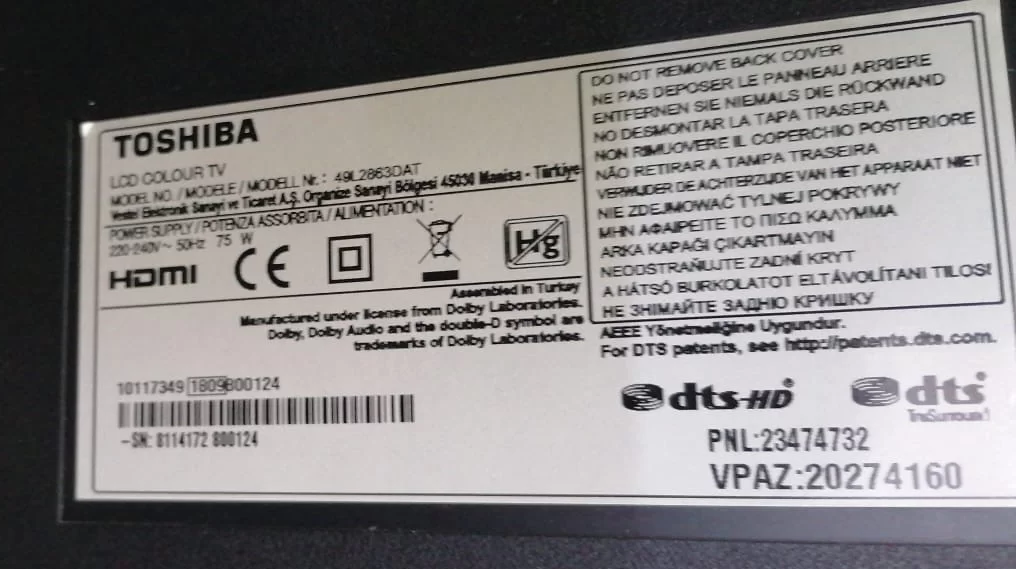 TOSHIBA
LCD COLOUR TV
MODEL NO. / MODELE / MODELL Nr. : 49L2863DAT
Vestel Elektronik Sanayi ve Ticaret A.Ş. Organize Sanayi Bölgesi 45030 Manisa - Türkiye
POWER SUPPLY / POTENZA ASSORBITA / ALIMENTATION :
220-240V ~ 50Hz 75 W
HDMI CE Hg
Assembled in Turkey
Manufactured under license from Dolby Laboratories.
Dolby, Dolby Audio and the double-D symbol are
trademarks of Dolby Laboratories.
10117349 1809B00124
-SN: 8114172 800124
DO NOT REMOVE BACK COVER
NE PAS DEPOSER LE PANNEAU ARRIERE
ENTFERNEN SIE NIEMALS DIE RÜCKWAND
NO DESMONTAR LA TAPA TRASERA
NON RIMUOVERE IL COPERCHIO POSTERIORE
NÃO RETIRAR A TAMPA TRASEIRA
VERWIJDER DE ACHTERZIJDE VAN HET APPARAAT NIET
NIE ZDEJMOWAĆ TYLNEJ POKRYWY
ΜΗΝ ΑΦΑΙΡΕΙΤΕ ΤΟ ΠΙΣΩ ΚΑΛΥΜΜΑ
ARKA KAPAĞI ÇIKARTMAYIN
NEODSTRAŇUJTE ZADNÍ KRYT
A HÁTSÓ BURKOLATOT ELTÁVOLÍTANI TILOS!
НЕ ЗНІМАЙТЕ ЗАДНЮ КРИШКУ
AEEE Yönetmeliğine Uygundur.
For DTS patents, see http://patents.dts.com.
dts-HD dts
TruSurround
PNL:23474732
VPAZ:20274160